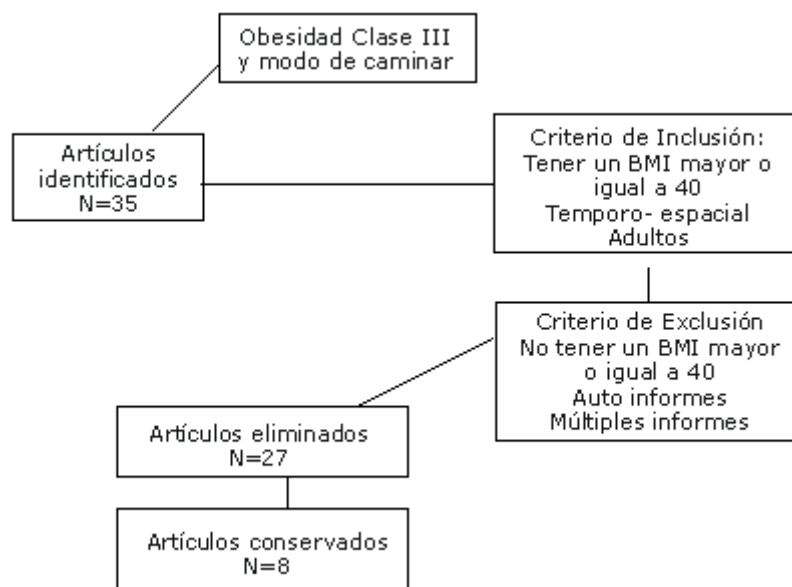 Obesidad Clase III
y modo de caminar
Artículos
identificados
N=35
Criterio de Inclusión:
Tener un BMI mayor o
igual a 40
Temporo- espacial
Adultos
Criterio de Exclusión
No tener un BMI mayor
o igual a 40
Auto informes
Múltiples informes
Artículos eliminados
N=27
Artículos conservados
N=8